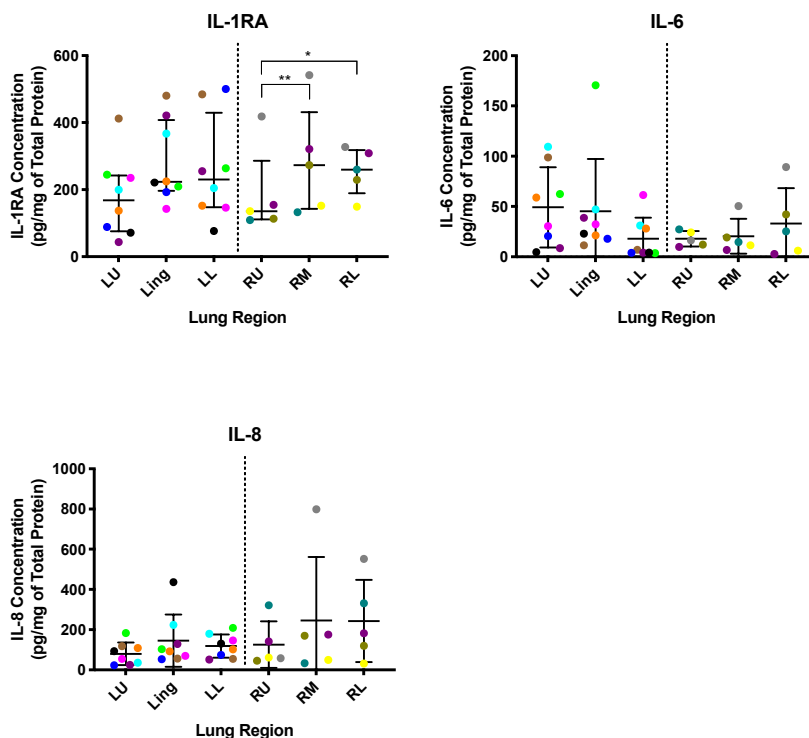 IL-1RA
IL-1RA Concentration
(pg/mg of Total Protein)
600
400
200
0
*
**
LU Ling LL RU RM RL
Lung Region
IL-6
IL-6 Concentration
(pg/mg of Total Protein)
200
150
100
50
0
LU Ling LL RU RM RL
Lung Region
IL-8
IL-8 Concentration
(pg/mg of Total Protein)
1000
800
600
400
200
0
LU Ling LL RU RM RL
Lung Region